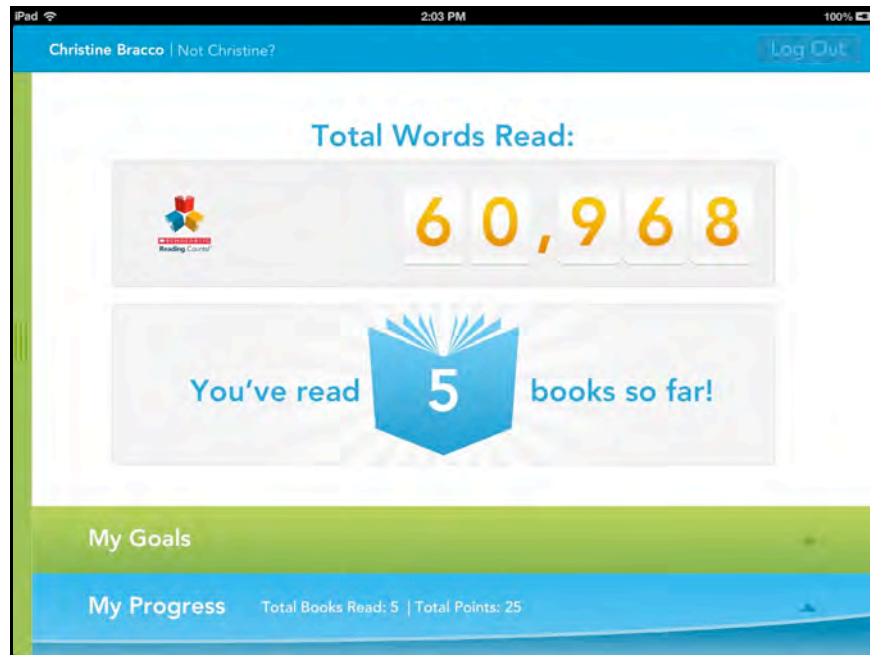 iPad 2:03 PM 100%
Christine Bracco | Not Christine? Log Out
Total Words Read:
60,968
SCHOLASTIC
Reading Counts!
You've read 5 books so far!
My Goals
My Progress Total Books Read: 5 | Total Points: 25